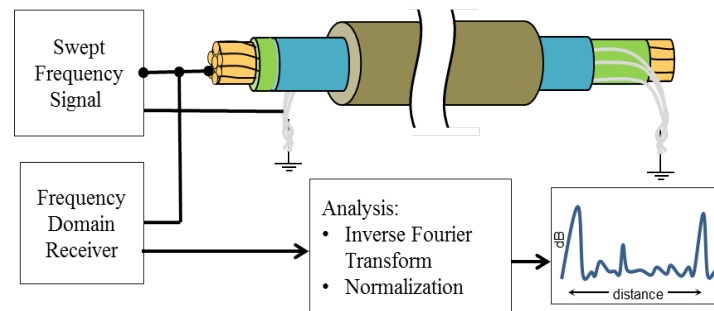 Swept
Frequency
Signal
Frequency
Domain
Receiver
Analysis:
• Inverse Fourier
Transform
• Normalization
dB
distance